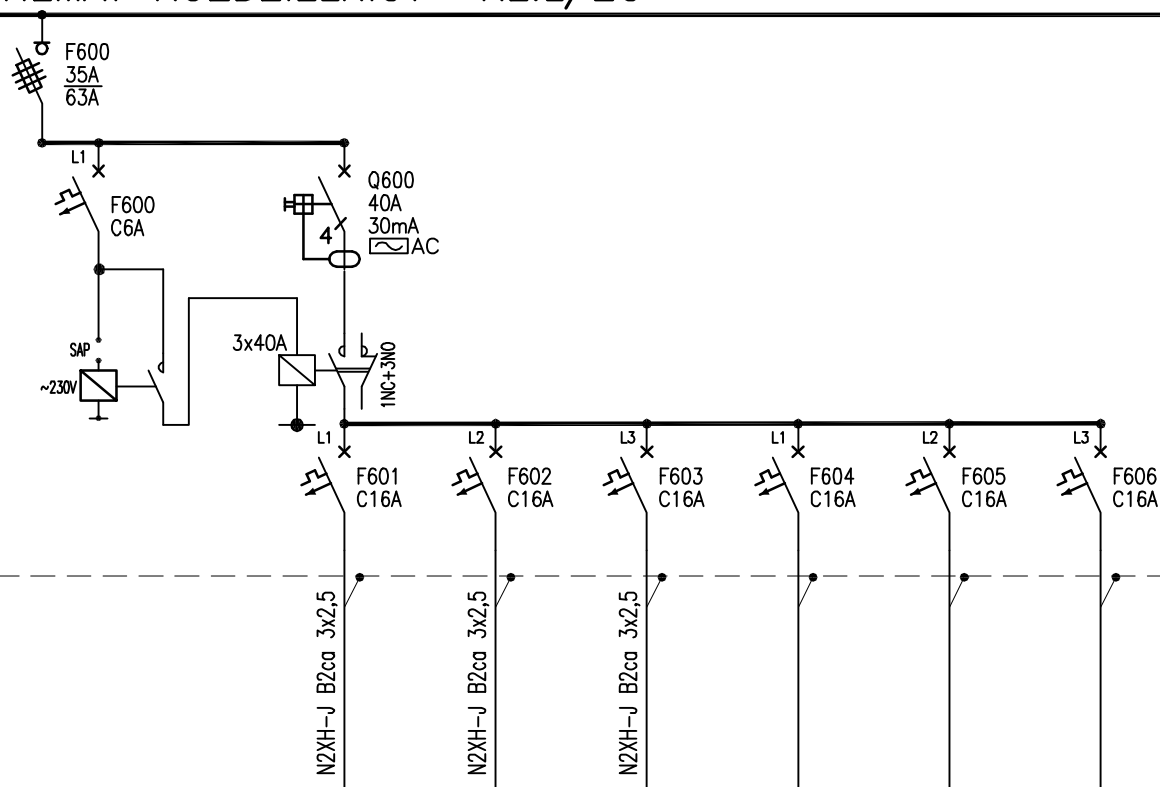 F600
35A
63A
L1
F600
C6A
Q600
40A
30mA
AC
4
SAP
~230V
3x40A
1NC+3NO
L1
L2
L3
L1
L2
L3
F601
C16A
F602
C16A
F603
C16A
F604
C16A
F605
C16A
F606
C16A
N2XH-J B2ca 3x2,5
N2XH-J B2ca 3x2,5
N2XH-J B2ca 3x2,5